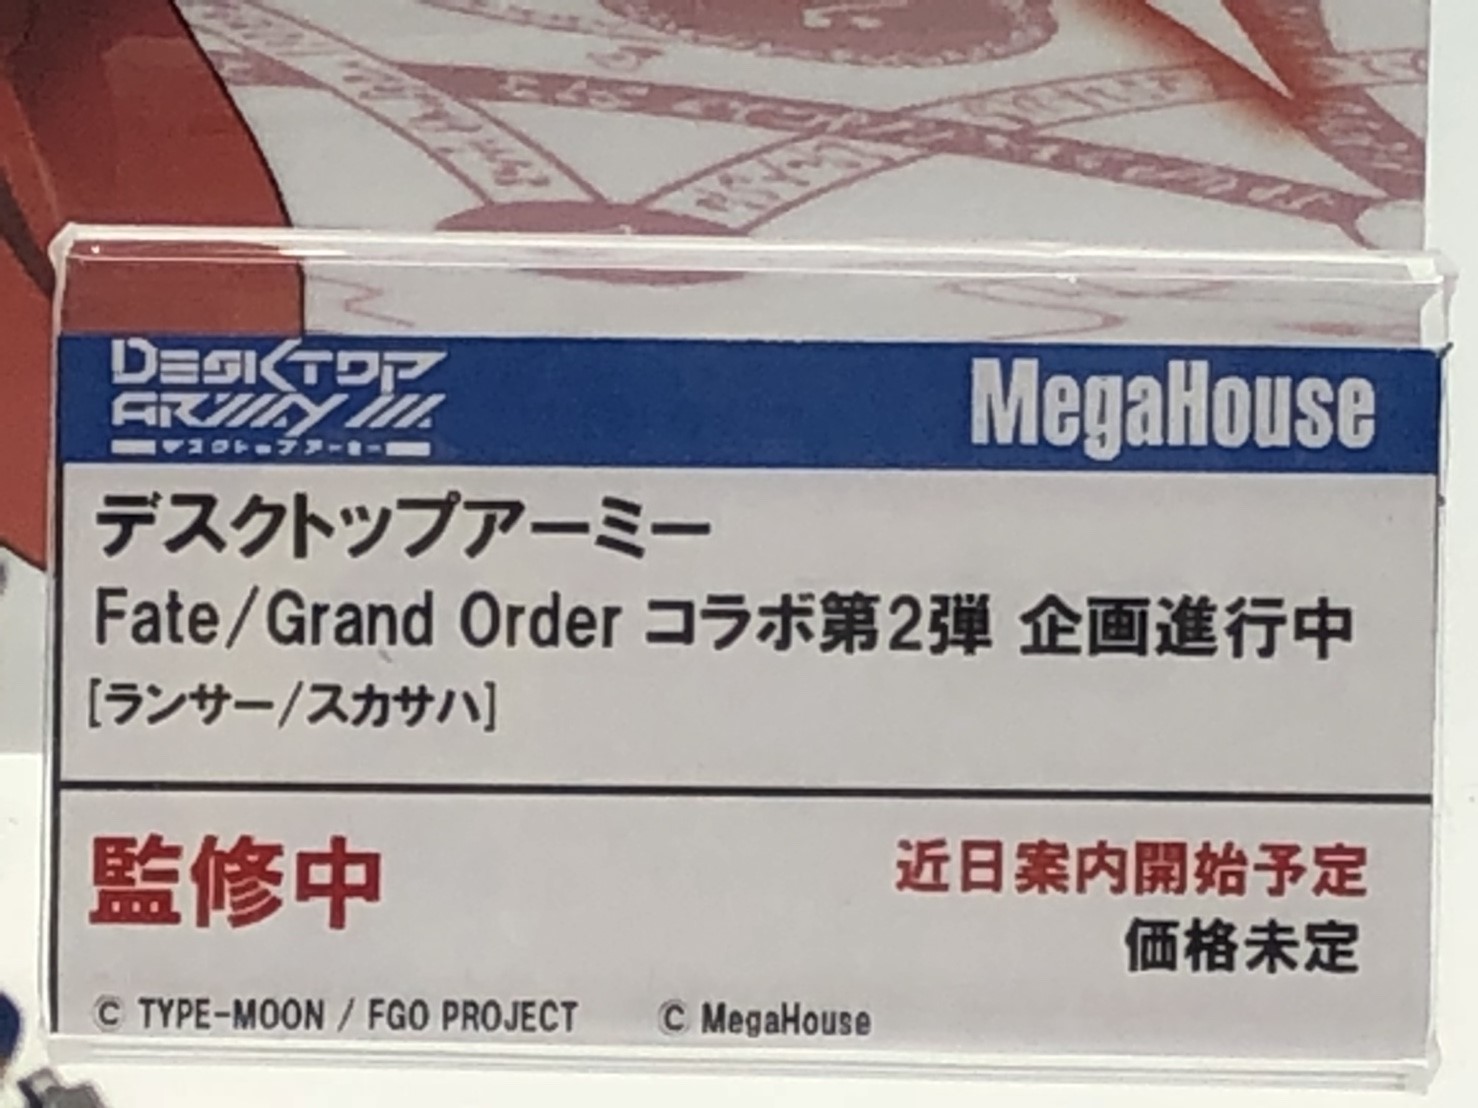 DESKTOP
ARMY
デスクトップアーミー
MegaHouse
デスクトップアーミー
Fate/Grand Order コラボ第2弾 企画進行中
[ランサー/スカサハ]
監修中
近日案内開始予定
価格未定
© TYPE-MOON / FGO PROJECT © MegaHouse